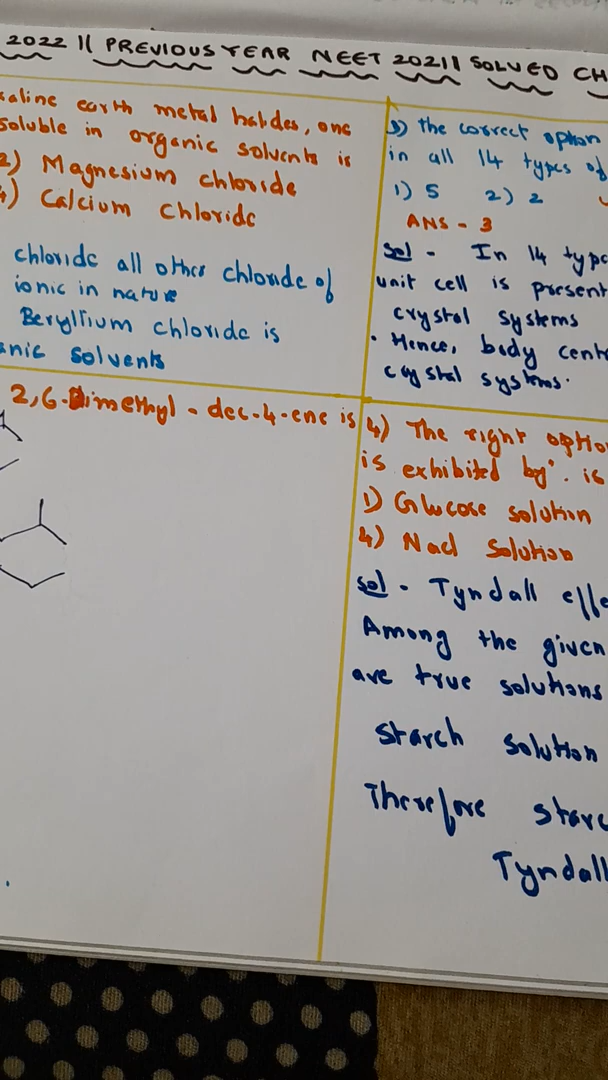 2022 || PREVIOUS YEAR NEET 2021 || SOLVED CH
aline earth metal halides, one
soluble in organic solvents is
2) Magnesium chloride
4) Calcium Chloride
chloride all other chloride of
ionic in nature
Beryllium chloride is
anic solvents
2,6-Dimethyl - dec-4-ene is
3) The correct option
in all 14 types of
1) 5 2) 2
ANS - 3
Sol - In 14 type
unit cell is present
crystal systems
• Hence, body cent
crystal systems.
4) The right optio
is exhibited by". is
1) Glucose solution
4) Nacl Solution
Sol - Tyndall effe
Among the given
are true solutions
Starch Solution
Therefore starc
Tyndall